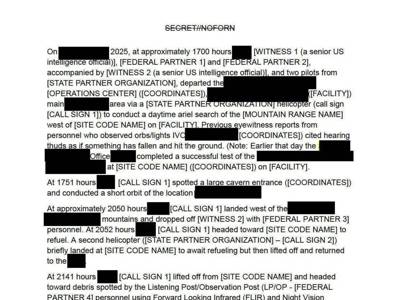 SECRET//NOFORN
On 2025, at approximately 1700 hours [WITNESS 1 (a senior US
intelligence official)], [FEDERAL PARTNER 1] and [FEDERAL PARTNER 2],
accompanied by [WITNESS 2 (a senior US intelligence official)], and two pilots from
[STATE PARTNER ORGANIZATION], departed the
[OPERATIONS CENTER] ([COORDINATES]), ([FACILITY])
main area via a [STATE PARTNER ORGANIZATION] helicopter (call sign
[CALL SIGN 1]) to conduct a daytime ariel search of the [MOUNTAIN RANGE NAME]
west of [SITE CODE NAME] on [FACILITY]. Previous eyewitness reports from
personnel who observed orbs/lights IVO [COORDINATES]) cited hearing
thuds as if something has fallen and hit the ground. (Note: Earlier that day the
Office completed a successful test of the
at [SITE CODE NAME] ([COORDINATES]) on [FACILITY].
At 1751 hours [CALL SIGN 1] spotted a large cavern entrance ([COORDINATES])
and conducted a short orbit of the location
At approximately 2050 hours [CALL SIGN 1] landed west of the
mountains and dropped off [WITNESS 2] with [FEDERAL PARTNER 3]
personnel. At 2052 hours [CALL SIGN 1] headed toward [SITE CODE NAME] to
refuel. A second helicopter ([STATE PARTNER ORGANIZATION] – [CALL SIGN 2])
briefly landed at [SITE CODE NAME] to await refueling but then lifted off and returned
to the
At 2141 hours [CALL SIGN 1] lifted off from [SITE CODE NAME] and headed
toward debris spotted by the Listening Post/Observation Post (LP/OP - [FEDERAL
PARTNER 4] personnel using Forward Looking Infrared (FLIR) and Night Vision